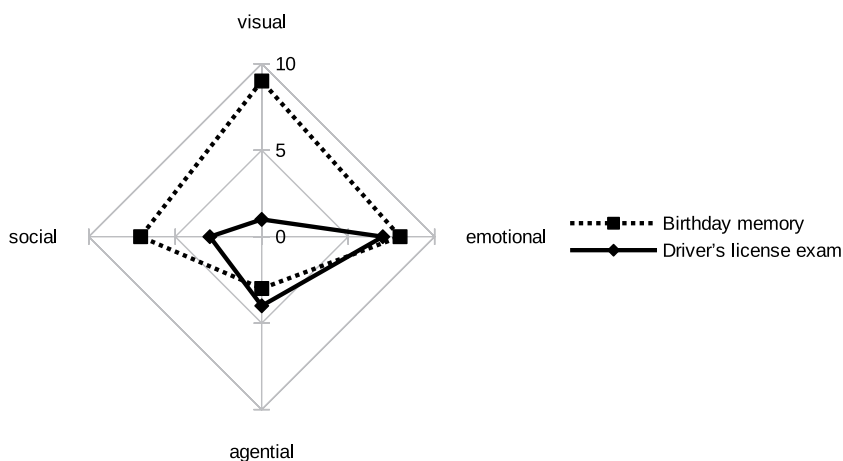 visual
10
5
0
social
emotional
agential
Birthday memory
Driver's license exam